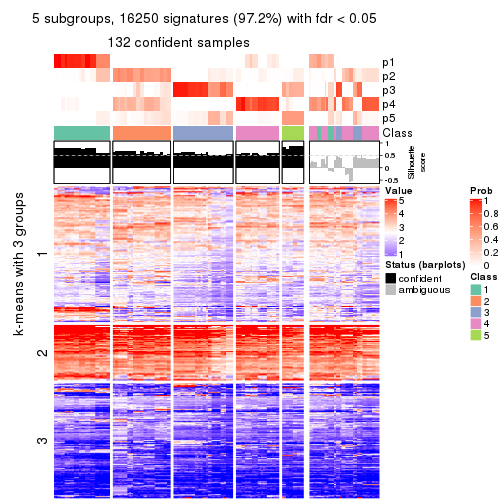 5 subgroups, 16250 signatures (97.2%) with fdr < 0.05
132 confident samples
p1
p2
p3
p4
p5
Class
1
0.5
0
-0.5
Silhouette
score
k-means with 3 groups
1
2
3
Value
5
4
3
2
1
Status (barplots)
confident
ambiguous
Prob
1
0.8
0.6
0.4
0.2
0
Class
1
2
3
4
5